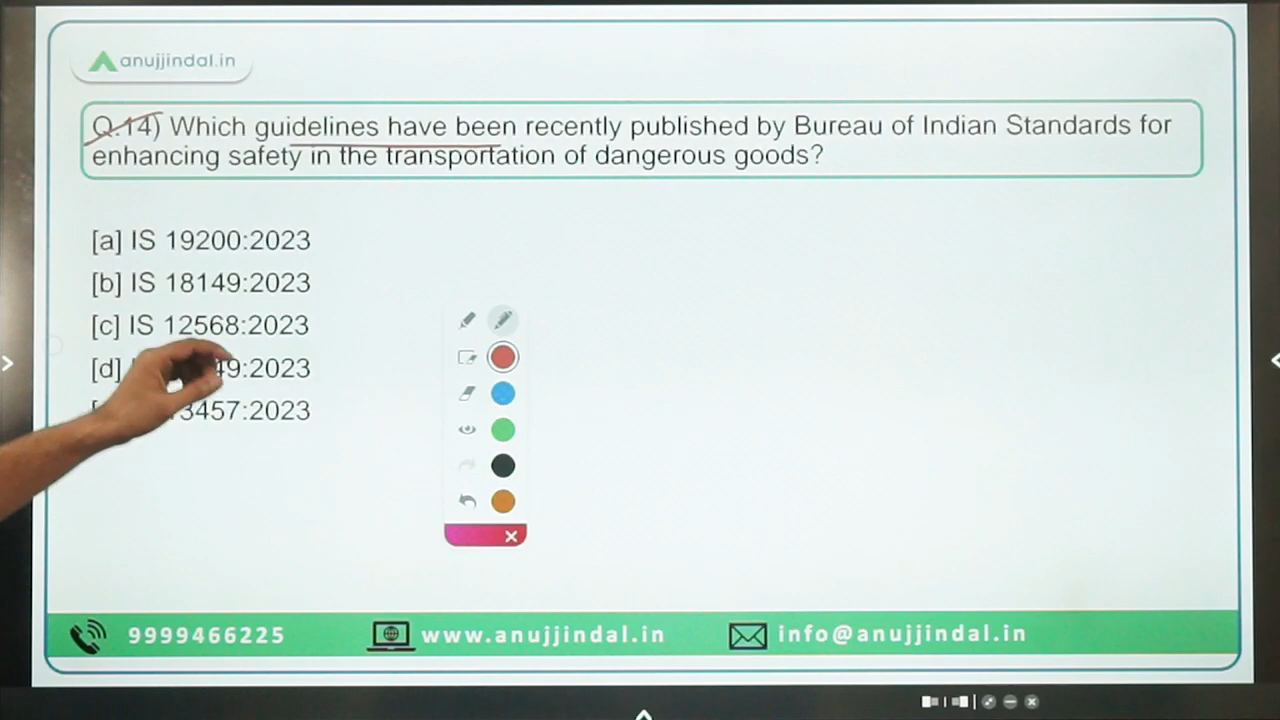 anujjindal.in
Q.14) Which guidelines have been recently published by Bureau of Indian Standards for
enhancing safety in the transportation of dangerous goods?
[a] IS 19200:2023
[b] IS 18149:2023
[c] IS 12568:2023
[d] 49:2023
3457:2023
9999466225 www.anujjindal.in info@anujjindal.in